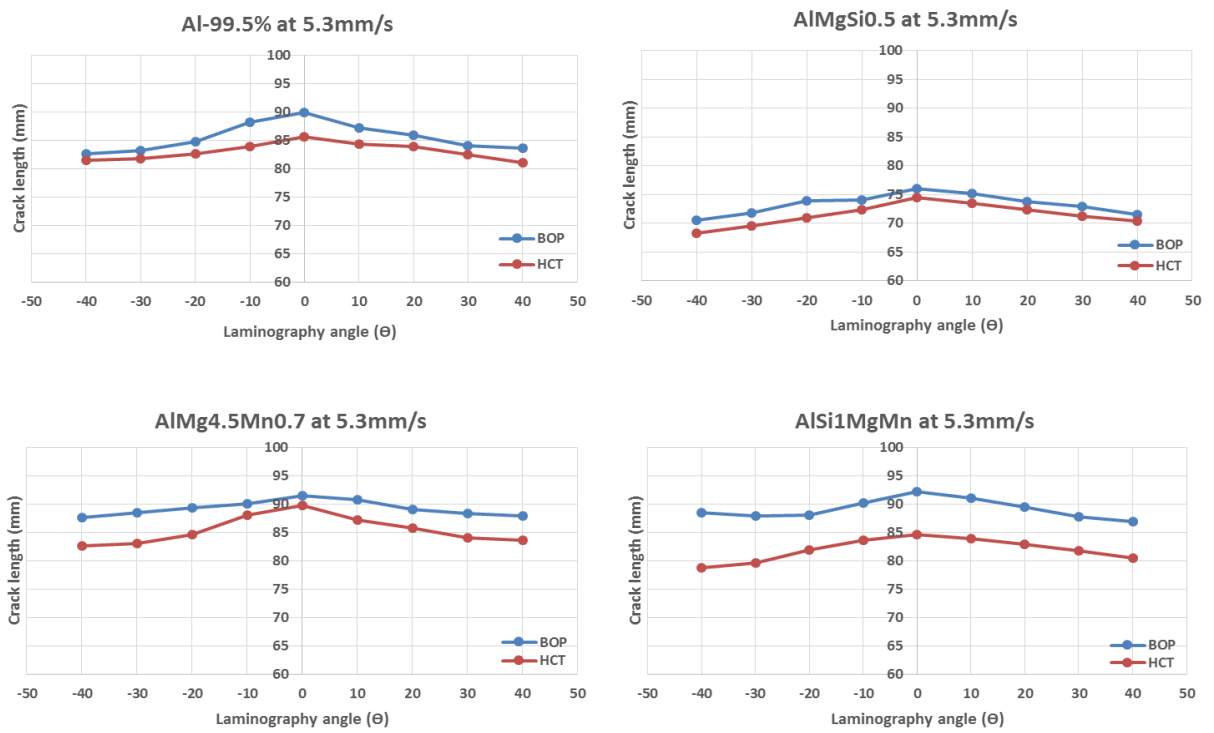 Al-99.5% at 5.3mm/s
100
95
90
85
80
75
70
65
60
Crack length (mm)
BOP
HCT
-50 -40 -30 -20 -10 0 10 20 30 40 50
Laminography angle (Ɵ)
AlMgSi0.5 at 5.3mm/s
100
95
90
85
80
75
70
65
60
Crack length (mm)
BOP
HCT
-50 -40 -30 -20 -10 0 10 20 30 40 50
Laminography angle (Ɵ)
AlMg4.5Mn0.7 at 5.3mm/s
100
95
90
85
80
75
70
65
60
Crack length (mm)
BOP
HCT
-50 -40 -30 -20 -10 0 10 20 30 40 50
Laminography angle (Ɵ)
AlSi1MgMn at 5.3mm/s
100
95
90
85
80
75
70
65
60
Crack length (mm)
BOP
HCT
-50 -40 -30 -20 -10 0 10 20 30 40 50
Laminography angle (Ɵ)